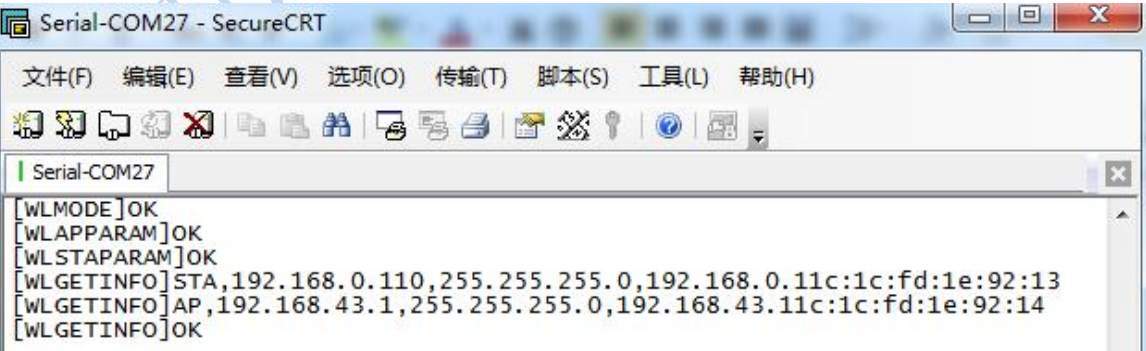 Serial-COM27 - SecureCRT
文件(F) 编辑(E) 查看(V) 选项(O) 传输(T) 脚本(S) 工具(L) 帮助(H)
Serial-COM27
[WLMODE]OK
[WLAPPARAM]OK
[WLSTAPARAM]OK
[WLGETINFO]STA,192.168.0.110,255.255.255.0,192.168.0.11c:1c:fd:1e:92:13
[WLGETINFO]AP,192.168.43.1,255.255.255.0,192.168.43.11c:1c:fd:1e:92:14
[WLGETINFO]OK